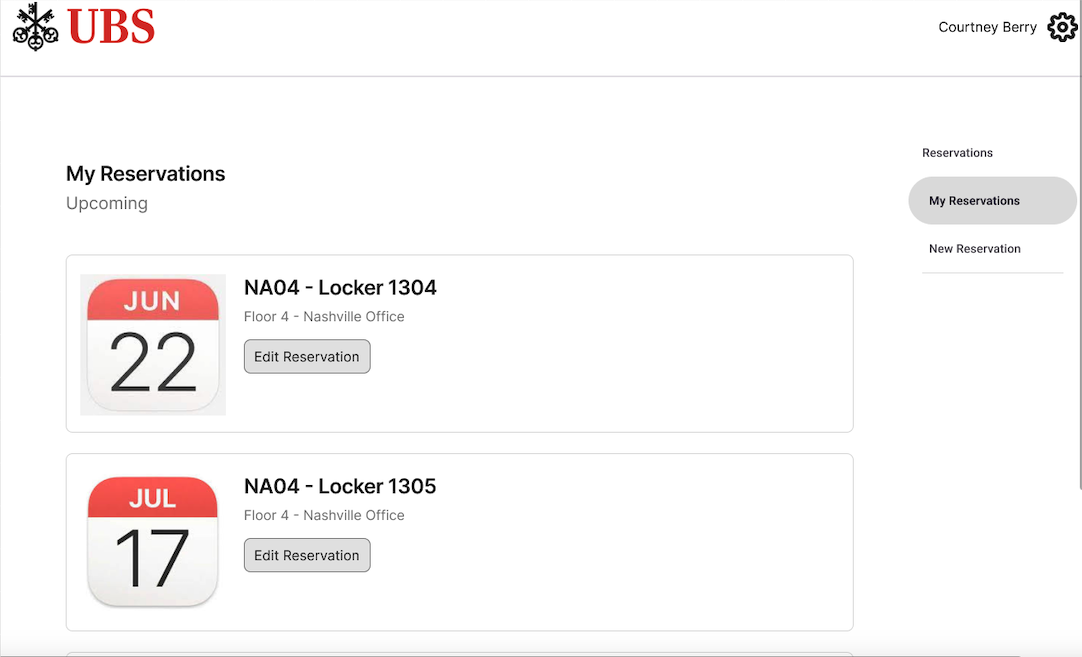 UBS
Courtney Berry
Reservations
My Reservations
New Reservation
My Reservations
Upcoming
JUN
22
NA04 - Locker 1304
Floor 4 - Nashville Office
Edit Reservation
JUL
17
NA04 - Locker 1305
Floor 4 - Nashville Office
Edit Reservation